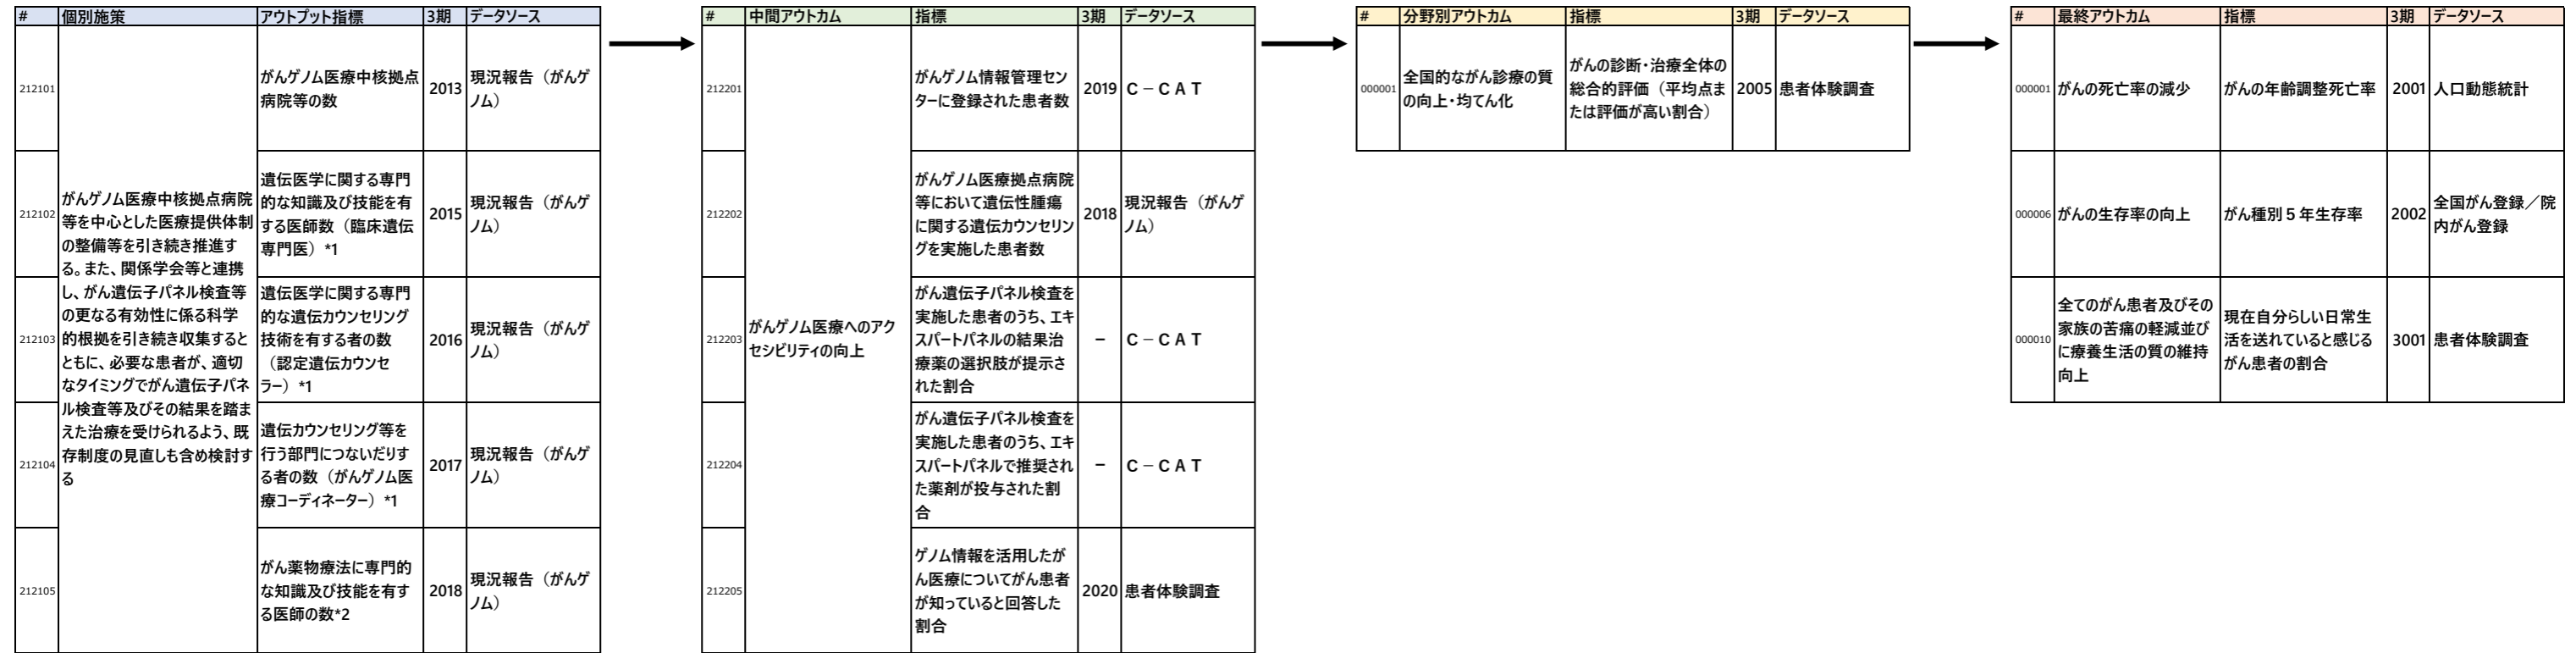 # 個別施策 アウトプット指標 3期 データソース
212101
がんゲノム医療中核拠点病院
等を中心とした医療提供体制
の整備等を引き続き推進す
る。また、関係学会等と連携
し、がん遺伝子パネル検査等
の更なる有効性に係る科学
的根拠を引き続き収集すると
ともに、必要な患者が、適切
なタイミングでがん遺伝子パネ
ル検査等及びその結果を踏ま
えた治療を受けられるよう、既
存制度の見直しも含め検討す
る
がんゲノム医療中核拠点
病院等の数
2013
現況報告（がんゲ
ノム）
212102
遺伝医学に関する専門
的な知識及び技能を有
する医師数（臨床遺伝
専門医）*1
2015
現況報告（がんゲ
ノム）
212103
遺伝医学に関する専門
的な遺伝カウンセリング
技術を有する者の数
（認定遺伝カウンセ
ラー）*1
2016
現況報告（がんゲ
ノム）
212104
遺伝カウンセリング等を
行う部門につないだりす
る者の数（がんゲノム医
療コーディネーター）*1
2017
現況報告（がんゲ
ノム）
212105
がん薬物療法に専門的
な知識及び技能を有す
る医師の数*2
2018
現況報告（がんゲ
ノム）
# 中間アウトカム 指標 3期 データソース
212201
がんゲノム医療へのアク
セシビリティの向上
がんゲノム情報管理セン
ターに登録された患者数
2019
Ｃ－ＣＡＴ
212202
がんゲノム医療拠点病院
等において遺伝性腫瘍
に関する遺伝カウンセリン
グを実施した患者数
2018
現況報告（がんゲ
ノム）
212203
がん遺伝子パネル検査を
実施した患者のうち、エキ
スパートパネルの結果治
療薬の選択肢が提示さ
れた割合
－
Ｃ－ＣＡＴ
212204
がん遺伝子パネル検査を
実施した患者のうち、エキ
スパートパネルで推奨され
た薬剤が投与された割
合
－
Ｃ－ＣＡＴ
212205
ゲノム情報を活用したが
ん医療についてがん患者
が知っていると回答した
割合
2020
患者体験調査
# 分野別アウトカム 指標 3期 データソース
000001
全国的ながん診療の質
の向上・均てん化
がんの診断・治療全体の
総合的評価（平均点ま
たは評価が高い割合）
2005
患者体験調査
# 最終アウトカム 指標 3期 データソース
000001
がんの死亡率の減少
がんの年齢調整死亡率
2001
人口動態統計
000006
がんの生存率の向上
がん種別５年生存率
2002
全国がん登録／院
内がん登録
000010
全てのがん患者及びその
家族の苦痛の軽減並び
に療養生活の質の維持
向上
現在自分らしい日常生
活を送れていると感じる
がん患者の割合
3001
患者体験調査